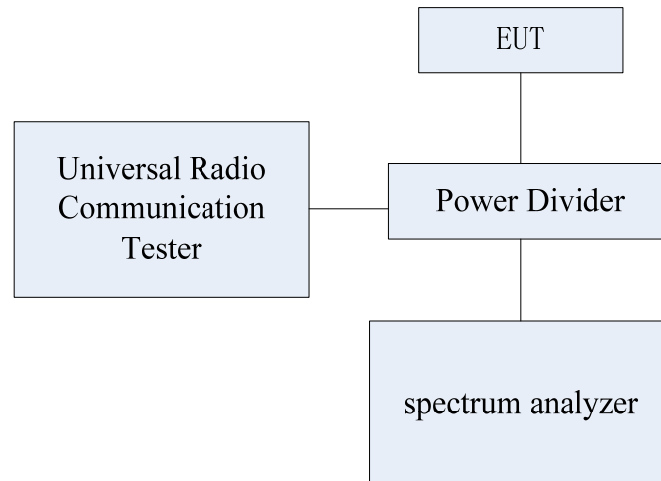 EUT
Universal Radio
Communication
Tester
Power Divider
spectrum analyzer